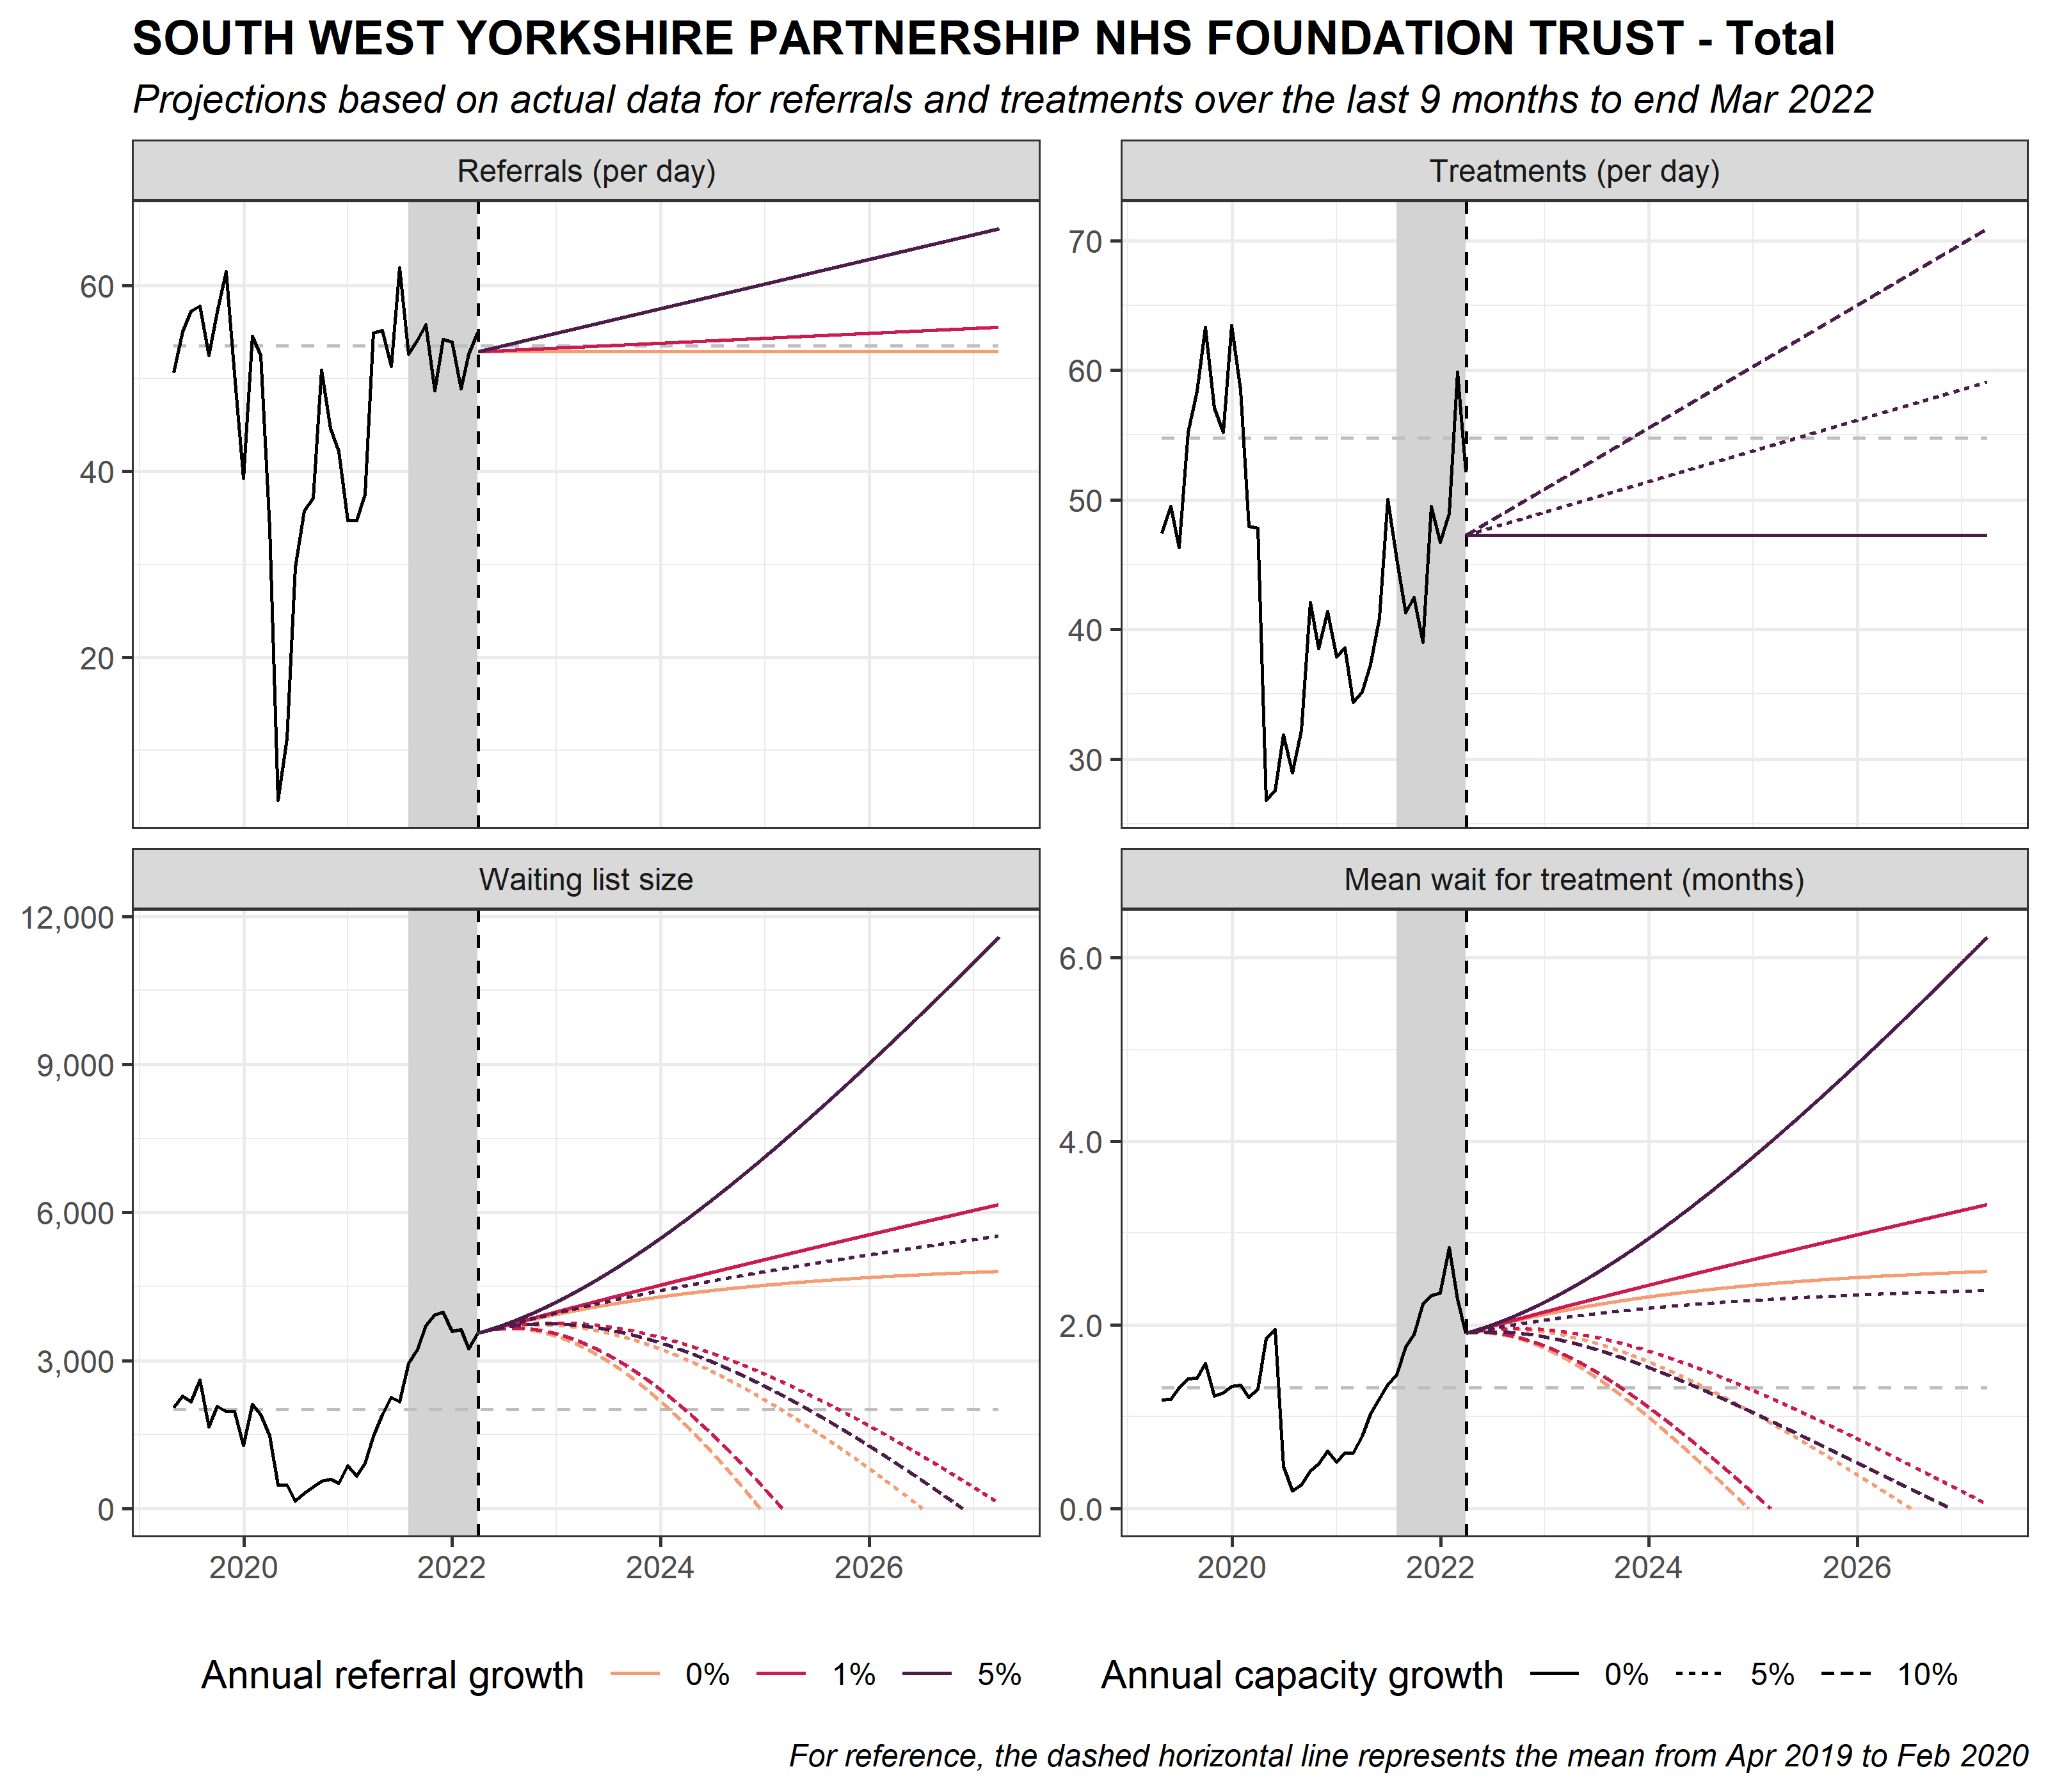 SOUTH WEST YORKSHIRE PARTNERSHIP NHS FOUNDATION TRUST - Total
Projections based on actual data for referrals and treatments over the last 9 months to end Mar 2022
Referrals (per day)
60
40
20
Treatments (per day)
70
60
50
40
30
Waiting list size
12,000
9,000
6,000
3,000
0
2020 2022 2024 2026
Mean wait for treatment (months)
6.0
4.0
2.0
0.0
2020 2022 2024 2026
Annual referral growth 0% 1% 5% Annual capacity growth 0% 5% 10%
For reference, the dashed horizontal line represents the mean from Apr 2019 to Feb 2020